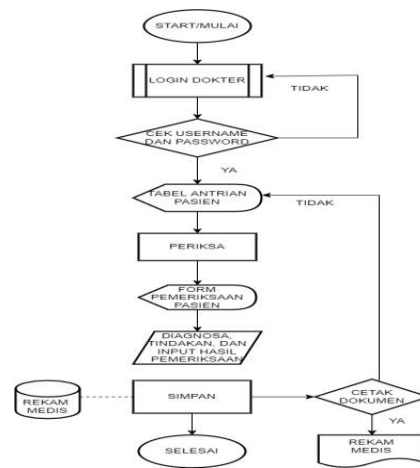 START/MULAI
LOGIN DOKTER
TIDAK
CEK USERNAME
DAN PASSWORD
YA
TABEL ANTRIAN
PASIEN
TIDAK
PERIKSA
FORM
PEMERIKSAAN
PASIEN
DIAGNOSA,
TINDAKAN, DAN
INPUT HASIL
PEMERIKSAAN
REKAM
MEDIS
SIMPAN
CETAK
DOKUMEN
YA
SELESAI
REKAM
MEDIS